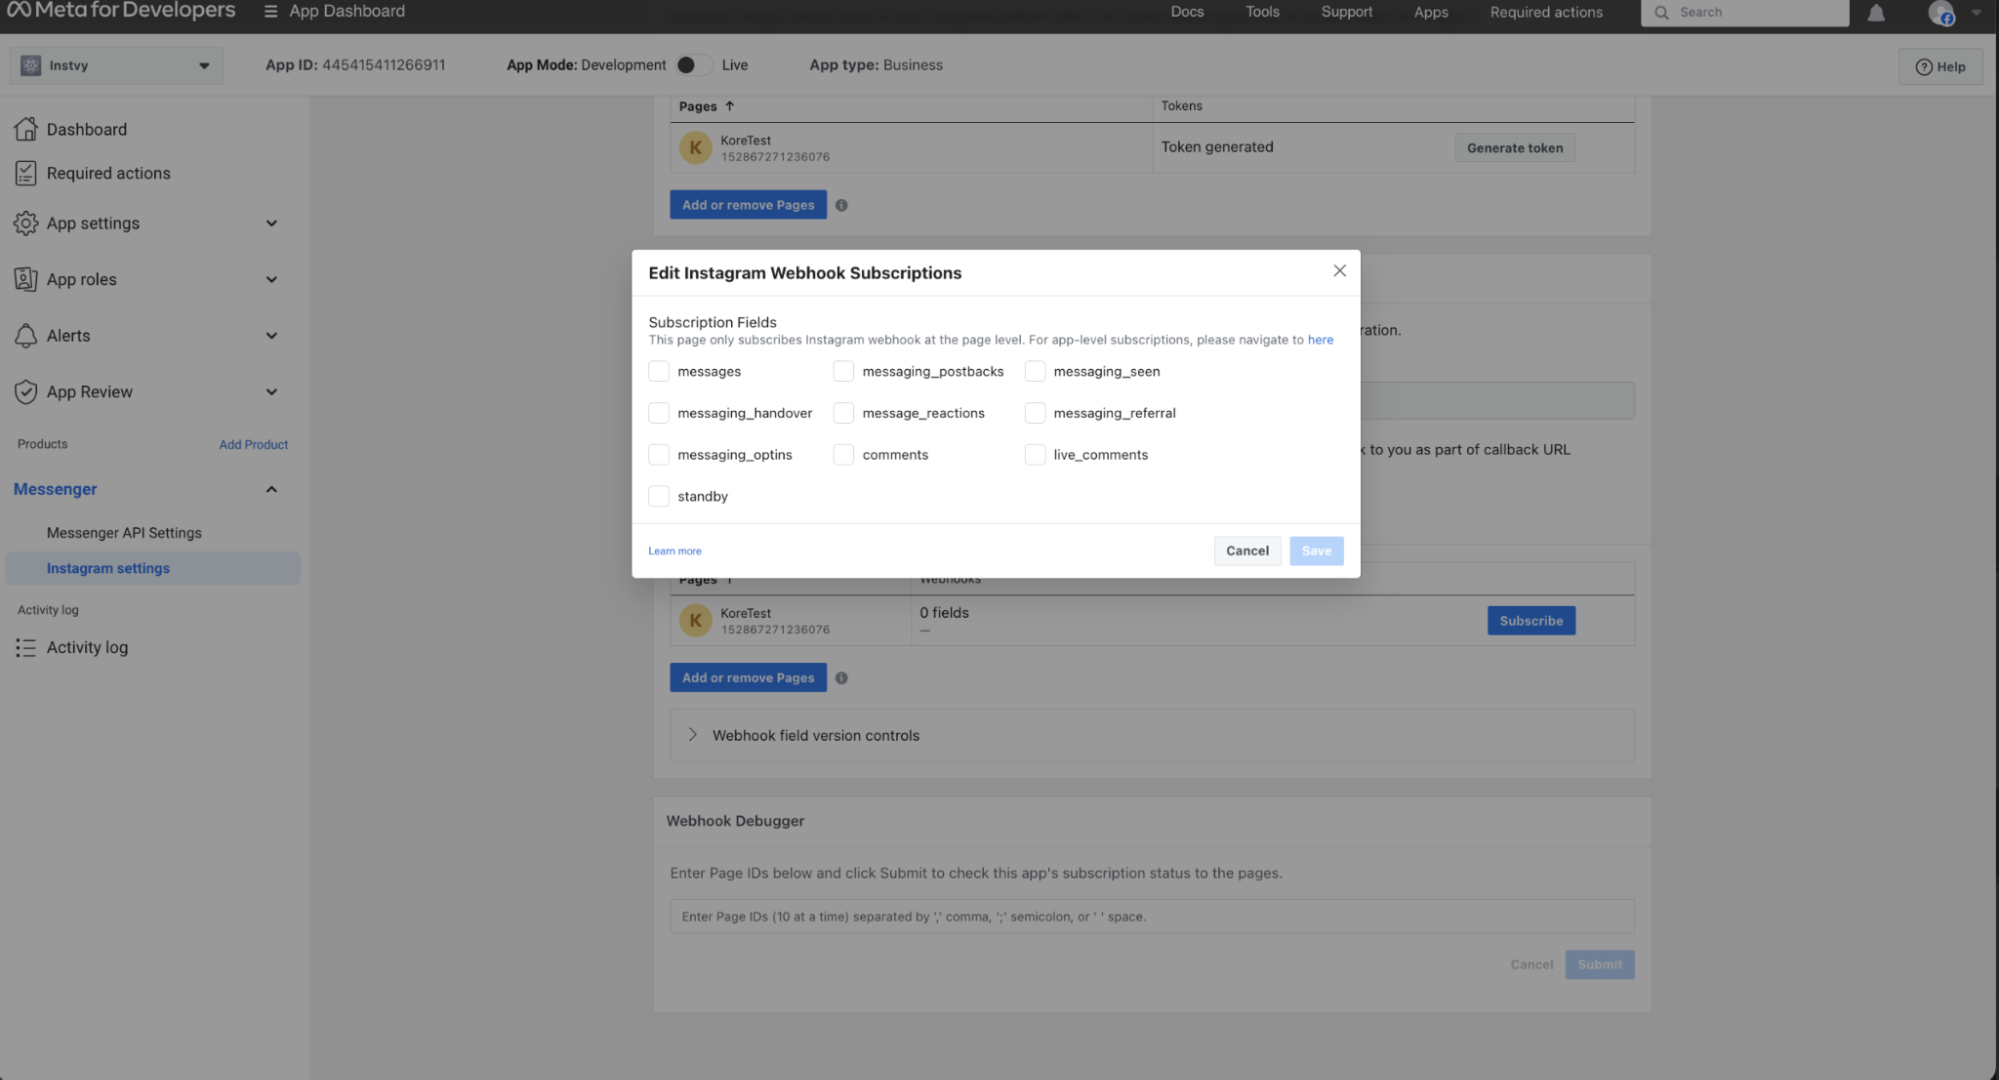 Meta for Developers
App Dashboard
Docs
Tools
Support
Apps
Required actions
Search
Instvy
App ID: 445415411266911
App Mode: Development
Live
App type: Business
Help
Dashboard
Required actions
App settings
App roles
Alerts
App Review
Products
Add Product
Messenger
Messenger API Settings
Instagram settings
Activity log
Activity log
Pages ↑
Tokens
K
KoreTest
152867271236076
Token generated
Generate token
Add or remove Pages
Edit Instagram Webhook Subscriptions
Subscription Fields
This page only subscribes Instagram webhook at the page level. For app-level subscriptions, please navigate to here
messages
messaging_postbacks
messaging_seen
messaging_handover
message_reactions
messaging_referral
messaging_optins
comments
live_comments
standby
Learn more
Cancel
Save
ration.
k to you as part of callback URL
Pages ↑
Webhooks
K
KoreTest
152867271236076
0 fields
—
Subscribe
Add or remove Pages
Webhook field version controls
Webhook Debugger
Enter Page IDs below and click Submit to check this app's subscription status to the pages.
Enter Page IDs (10 at a time) separated by ',' comma, ';' semicolon, or ' ' space.
Cancel
Submit